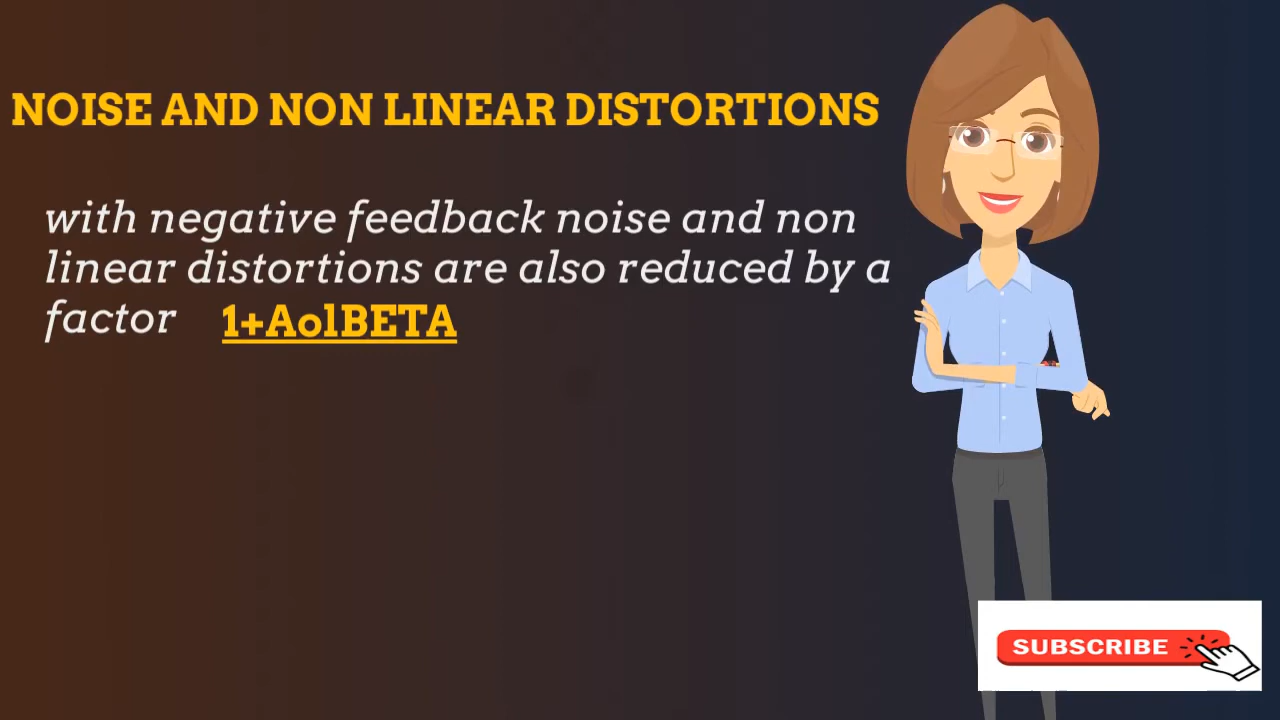 NOISE AND NON LINEAR DISTORTIONS
with negative feedback noise and non
linear distortions are also reduced by a
factor 1+AolBETA
SUBSCRIBE